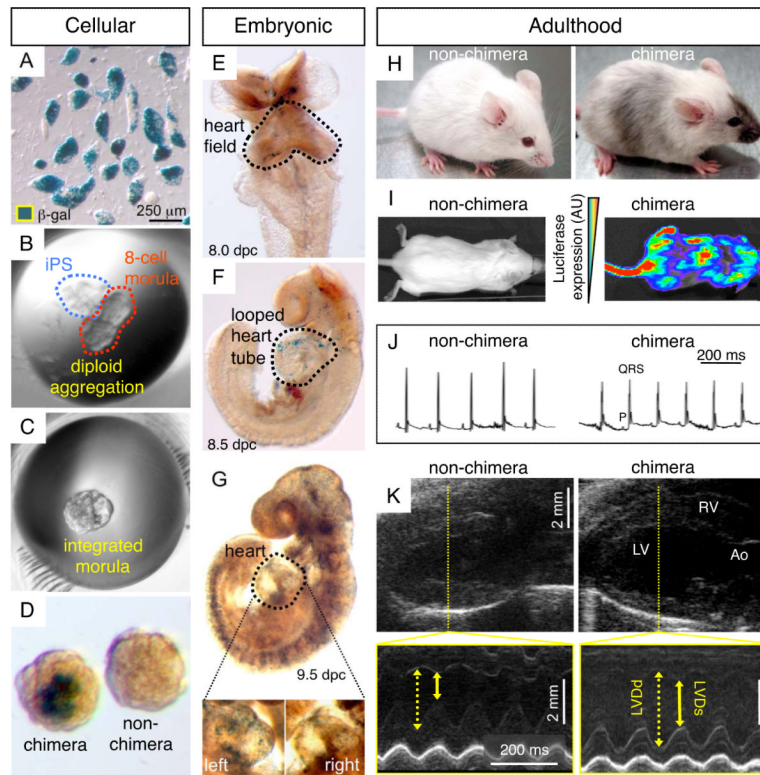 Cellular
Embryonic
Adulthood
A
β-gal
250 µm
B
iPS
8-cell
morula
diploid
aggregation
C
integrated
morula
D
chimera
non-
chimera
E
heart
field
8.0 dpc
F
looped
heart
tube
8.5 dpc
G
heart
9.5 dpc
left
right
H
non-chimera
chimera
I
non-chimera
Luciferase
expression (AU)
chimera
J
non-chimera
chimera
200 ms
QRS
P
K
non-chimera
chimera
2 mm
RV
LV
Ao
2 mm
200 ms
LVDd
LVDs